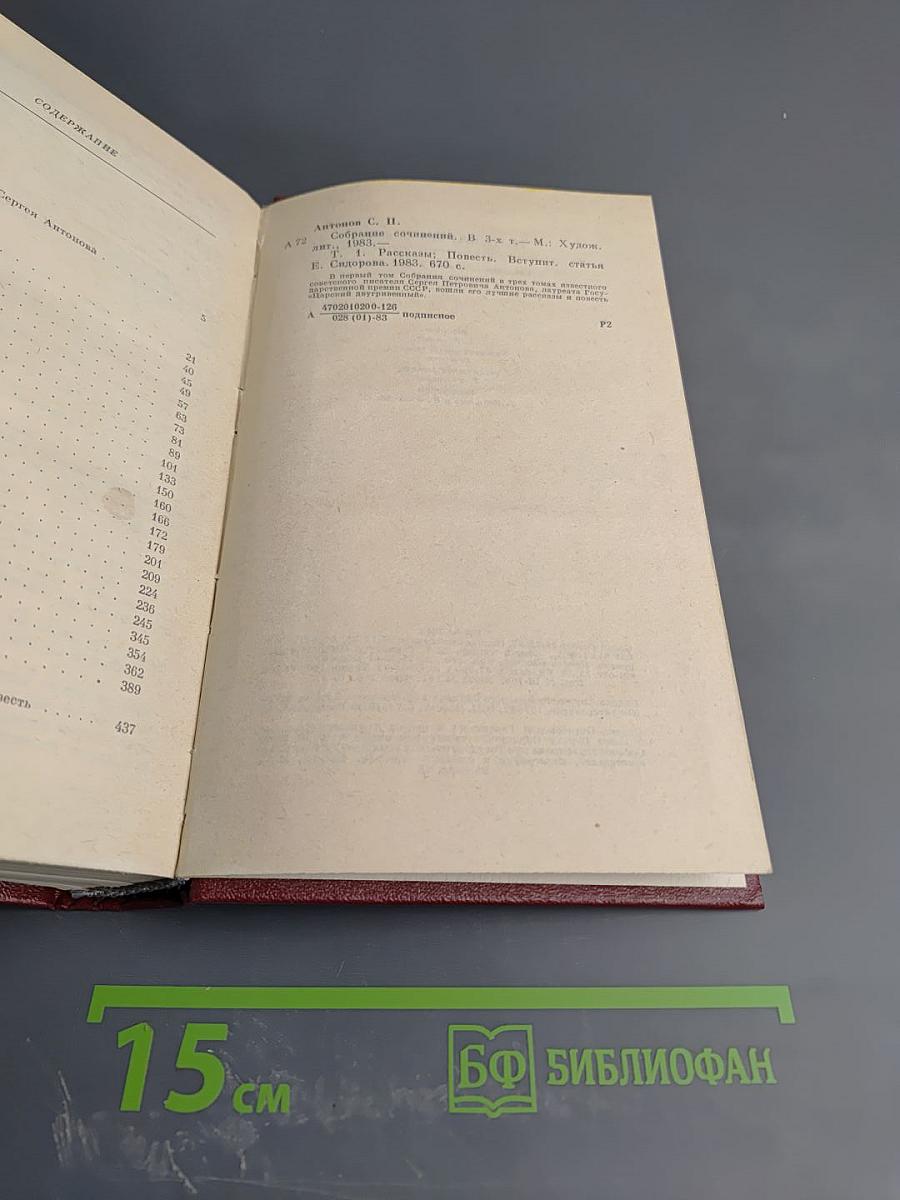 СОДЕРЖАНИЕ
Сергея Антонова
5
21
40
45
49
57
63
73
81
89
101
133
150
160
166
172
179
201
209
224
236
245
345
354
362
389
437
Антонов С. П.
А 72 Собрание сочинений. В 3-х т.— М.: Худож.
лит., 1983.—
Т. 1. Рассказы; Повесть. Вступит. статья
Е. Сидорова. 1983. 670 с.
В первый том Собрания сочинений в трех томах известного
советского писателя Сергея Петровича Антонова, лауреата Госу-
дарственной премии СССР, вошли его лучшие рассказы и повесть
«Царский двугривенный».
А 4702010200-126 подписное Р2
028 (01)-83
15 см
БФ БИБЛИОФАН